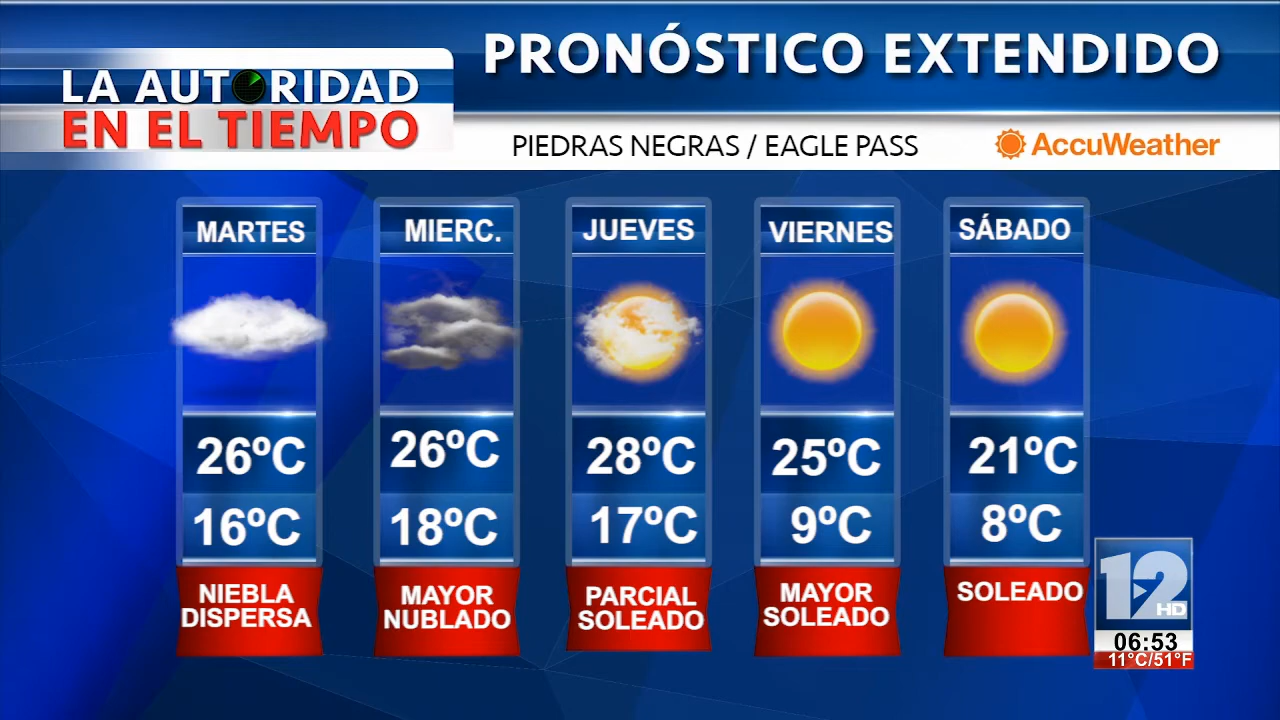 PRONÓSTICO EXTENDIDO
LA AUTORIDAD
EN EL TIEMPO
PIEDRAS NEGRAS / EAGLE PASS
AccuWeather
MARTES
26ºC
16ºC
NIEBLA
DISPERSA
MIERC.
26ºC
18ºC
MAYOR
NUBLADO
JUEVES
28ºC
17ºC
PARCIAL
SOLEADO
VIERNES
25ºC
9ºC
MAYOR
SOLEADO
SÁBADO
21ºC
8ºC
SOLEADO
12
HD
06:53
11°C/51°F